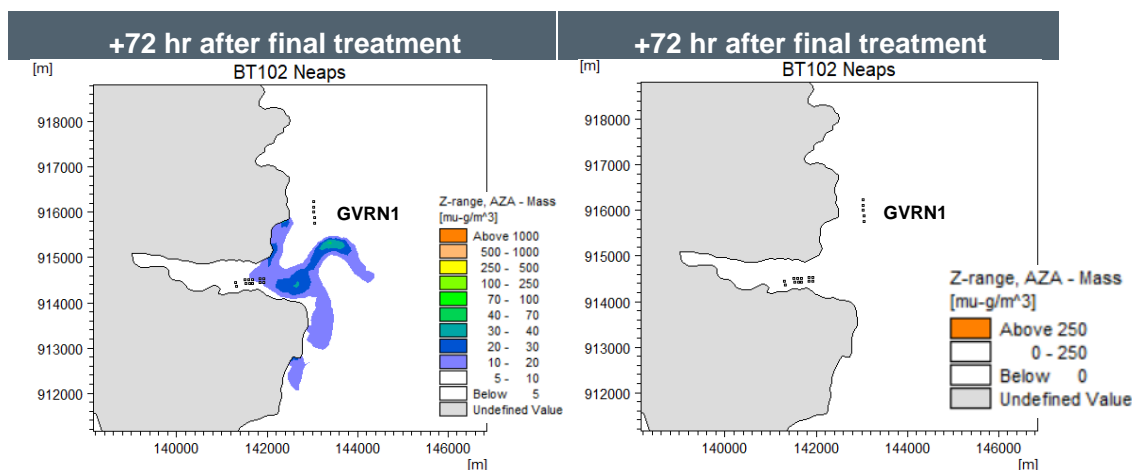 +72 hr after final treatment
BT102 Neaps
[m]
918000
917000
916000
915000
914000
913000
912000
140000 142000 144000 146000
[m]
GVRN1
Z-range, AZA - Mass
[mu-g/m^3]
Above 1000
500 - 1000
250 - 500
100 - 250
70 - 100
40 - 70
30 - 40
20 - 30
10 - 20
5 - 10
Below 5
Undefined Value
+72 hr after final treatment
BT102 Neaps
[m]
918000
917000
916000
915000
914000
913000
912000
140000 142000 144000 146000
[m]
GVRN1
Z-range, AZA - Mass
[mu-g/m^3]
Above 250
0 - 250
Below 0
Undefined Value